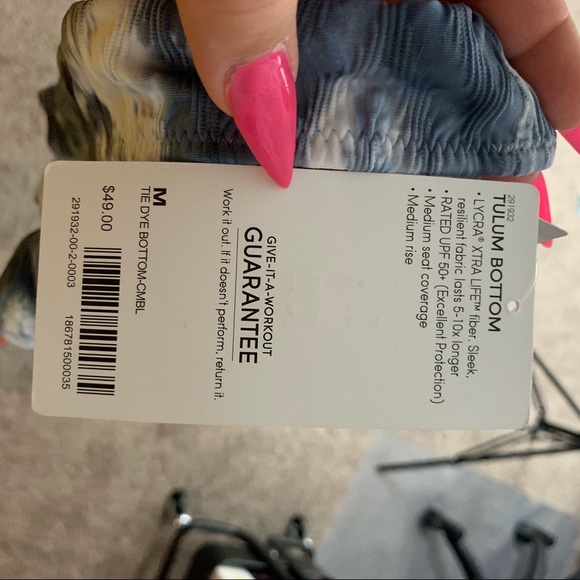 291932
TULUM BOTTOM
• LYCRA® XTRA LIFE™ fiber. Sleek,
resilient fabric lasts 5-10x longer
• RATED UPF 50+ (Excellent Protection)
• Medium seat coverage
• Medium rise
GIVE-IT-A-WORKOUT
GUARANTEE
Work it out. If it doesn't perform, return it.
M
TIE DYE BOTTOM-CMBL
$49.00
291932-00-2-0003
186781500035